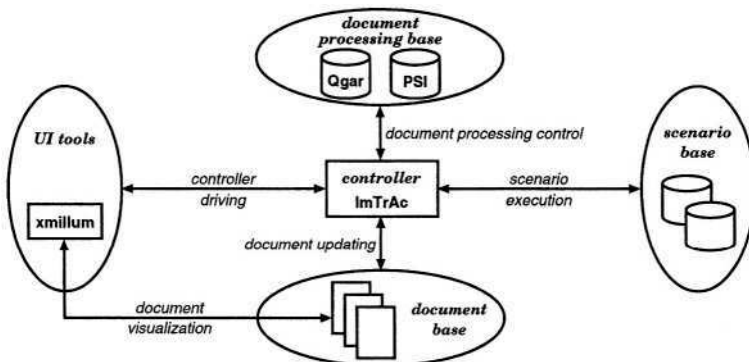 document
processing base
Qgar
PSI
document processing control
UI tools
scenario
base
controller
driving
controller
ImTrAc
scenario
execution
xmillum
document updating
document
visualization
document
base